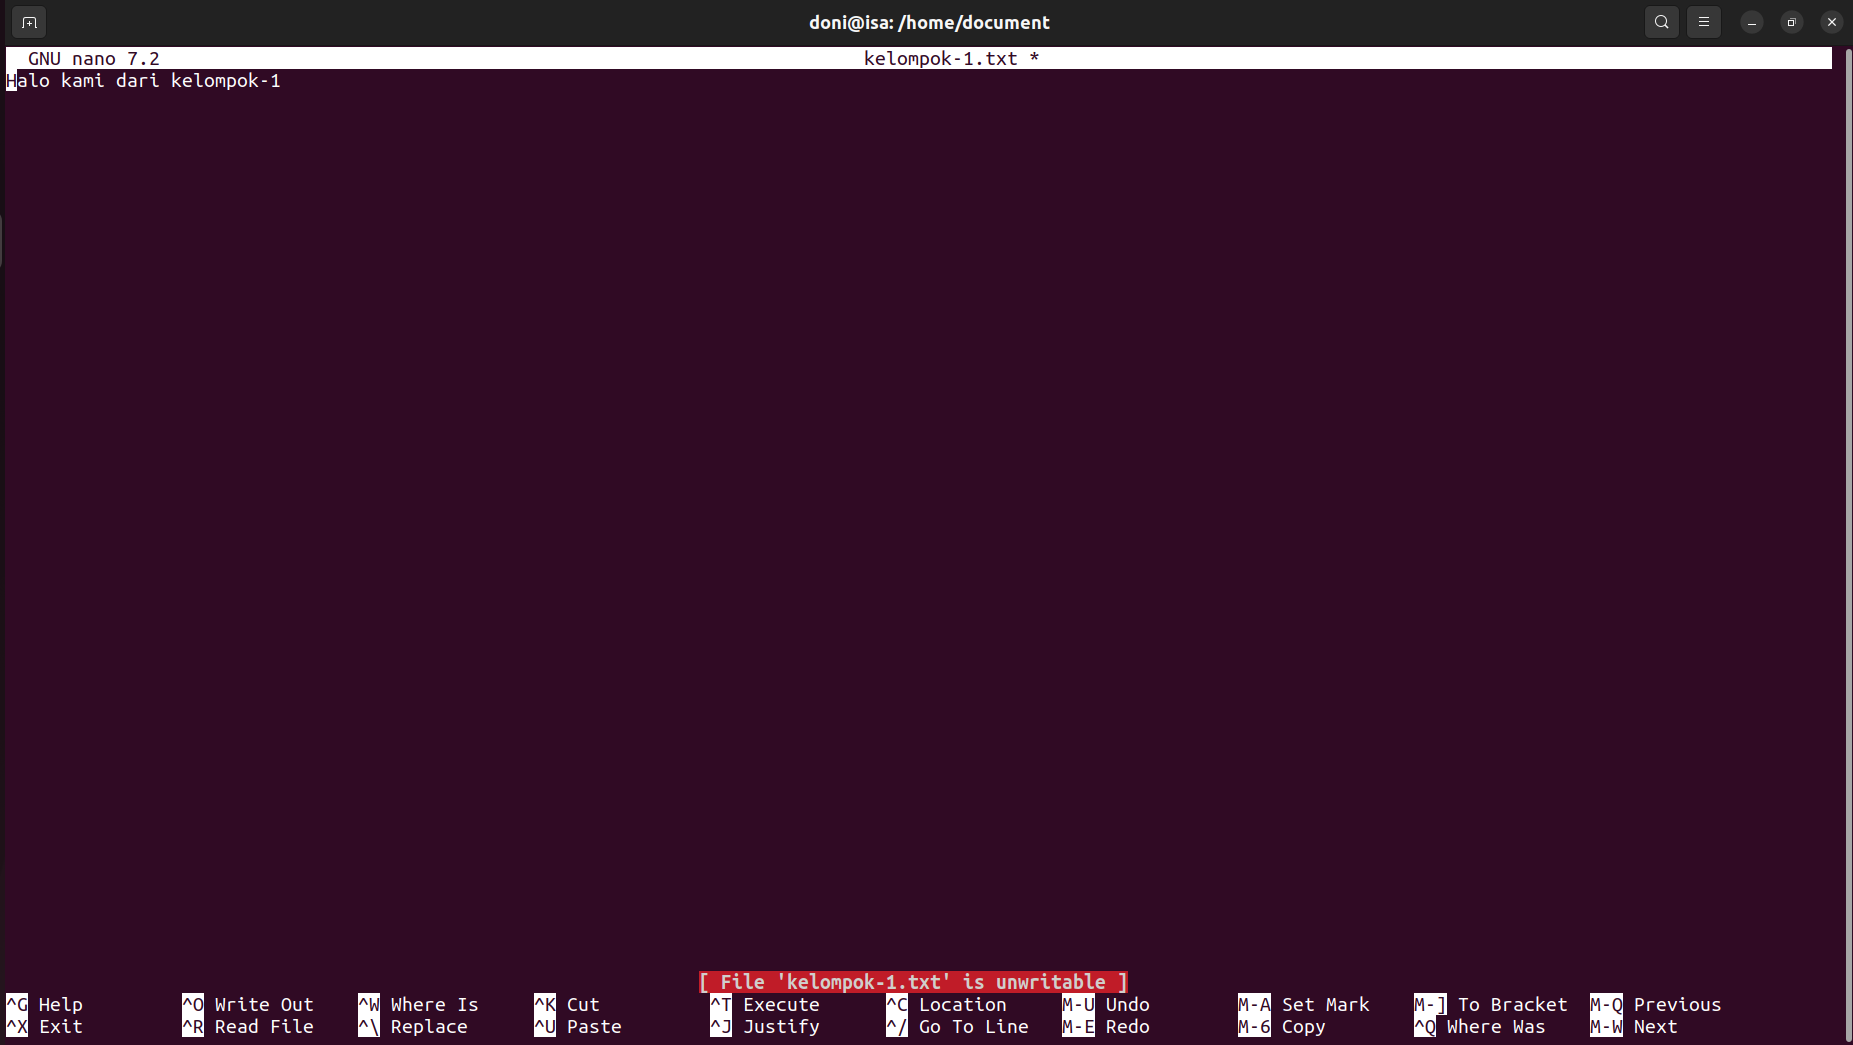 doni@isa: /home/document
GNU nano 7.2 kelompok-1.txt *
Halo kami dari kelompok-1
[ File 'kelompok-1.txt' is unwritable ]
^G Help ^O Write Out ^W Where Is ^K Cut ^T Execute ^C Location M-U Undo M-A Set Mark M-] To Bracket M-Q Previous
^X Exit ^R Read File ^\ Replace ^U Paste ^J Justify ^/ Go To Line M-E Redo M-6 Copy ^Q Where Was M-W Next